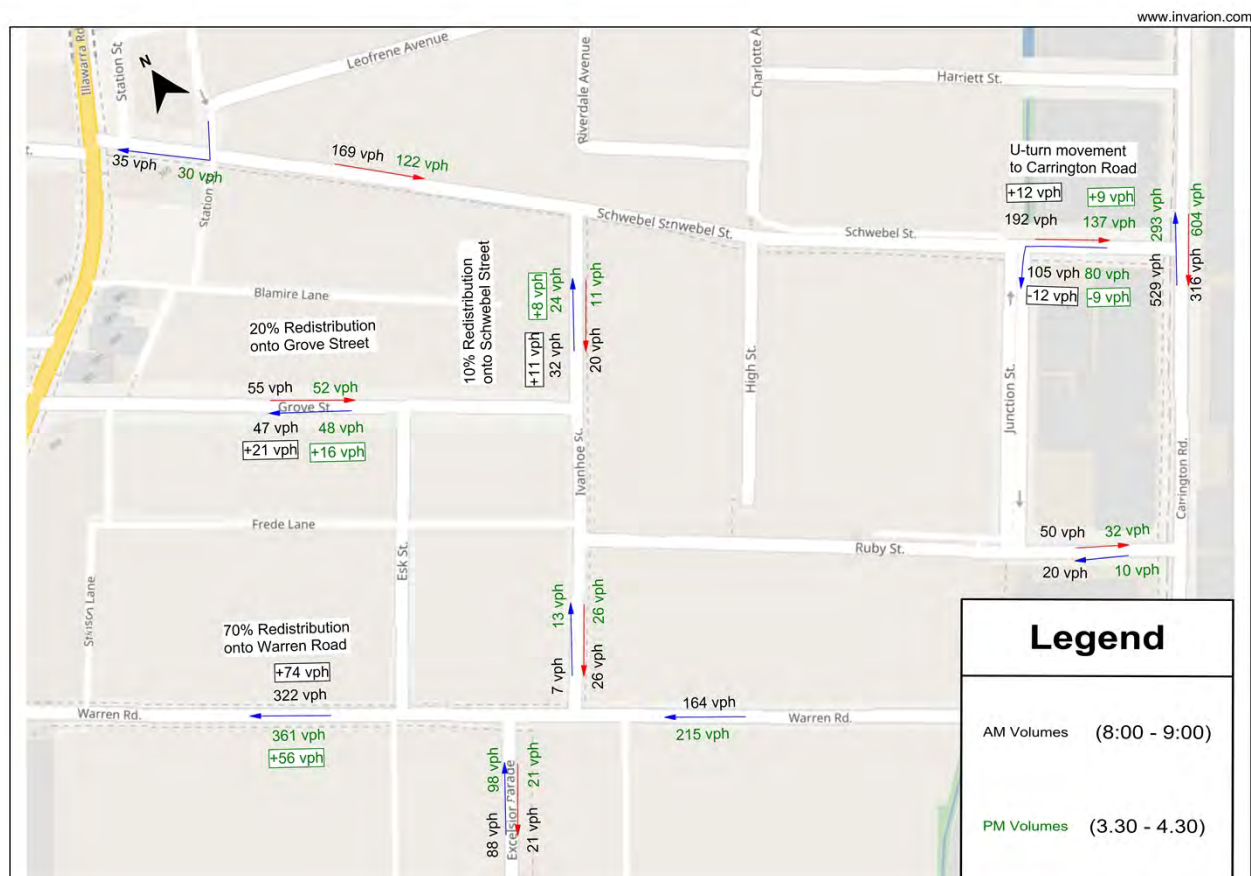 www.invarion.com
Illawarra Rd
Station St
N
Leofrene Avenue
Riverdale Avenue
Charlotte A
Harriett St.
t.
35 vph
30 vph
Station S
169 vph
122 vph
U-turn movement
to Carrington Road
+12 vph
+9 vph
192 vph
137 vph
293 vph
604 vph
529 vph
316 vph
Schwebel St.
Schwebel St.
105 vph
80 vph
-12 vph
-9 vph
Blamire Lane
20% Redistribution
onto Grove Street
10% Redistribution
onto Schwebel Street
+8 vph
24 vph
11 vph
+11 vph
32 vph
20 vph
55 vph
52 vph
Grove St.
47 vph
48 vph
+21 vph
+16 vph
High St.
Junction St.
Carrington Rd.
Ivanhoe St.
Frede Lane
Esk St.
Ruby St.
50 vph
32 vph
20 vph
10 vph
Lane
13 vph
26 vph
7 vph
26 vph
70% Redistribution
onto Warren Road
+74 vph
322 vph
Warren Rd.
361 vph
+56 vph
164 vph
Warren Rd.
215 vph
98 vph
21 vph
88 vph
21 vph
Excelsior Parade
Legend
AM Volumes (8:00 - 9:00)
PM Volumes (3.30 - 4.30)